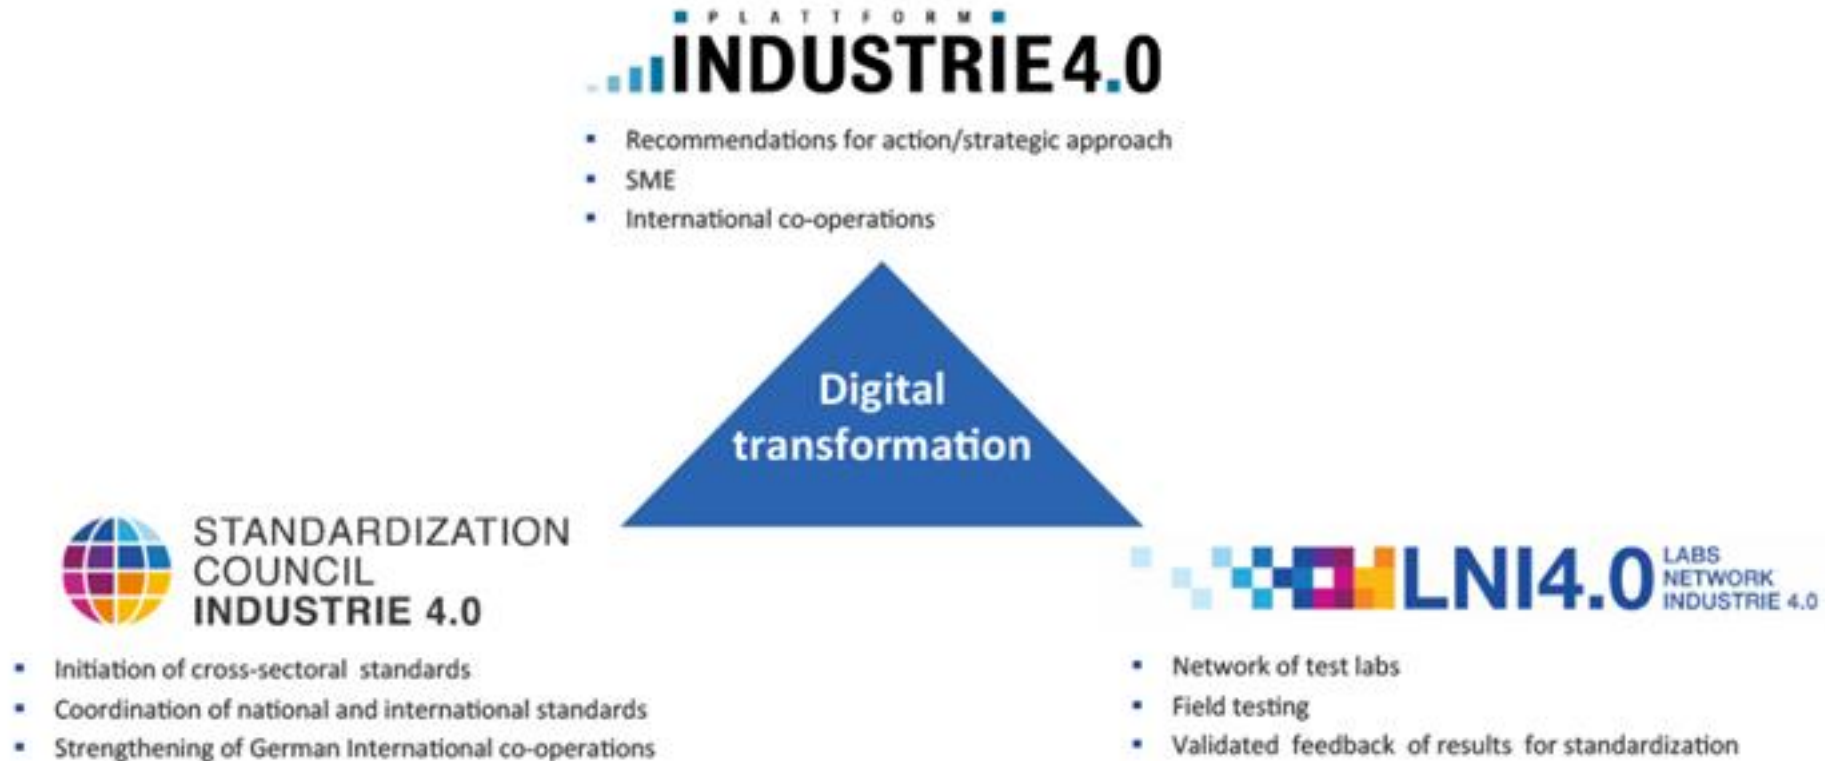 PLATTFORM
INDUSTRIE 4.0
▪ Recommendations for action/strategic approach
▪ SME
▪ International co-operations
Digital
transformation
STANDARDIZATION
COUNCIL
INDUSTRIE 4.0
▪ Initiation of cross-sectoral standards
▪ Coordination of national and international standards
▪ Strengthening of German International co-operations
LNI4.0
LABS
NETWORK
INDUSTRIE 4.0
▪ Network of test labs
▪ Field testing
▪ Validated feedback of results for standardization